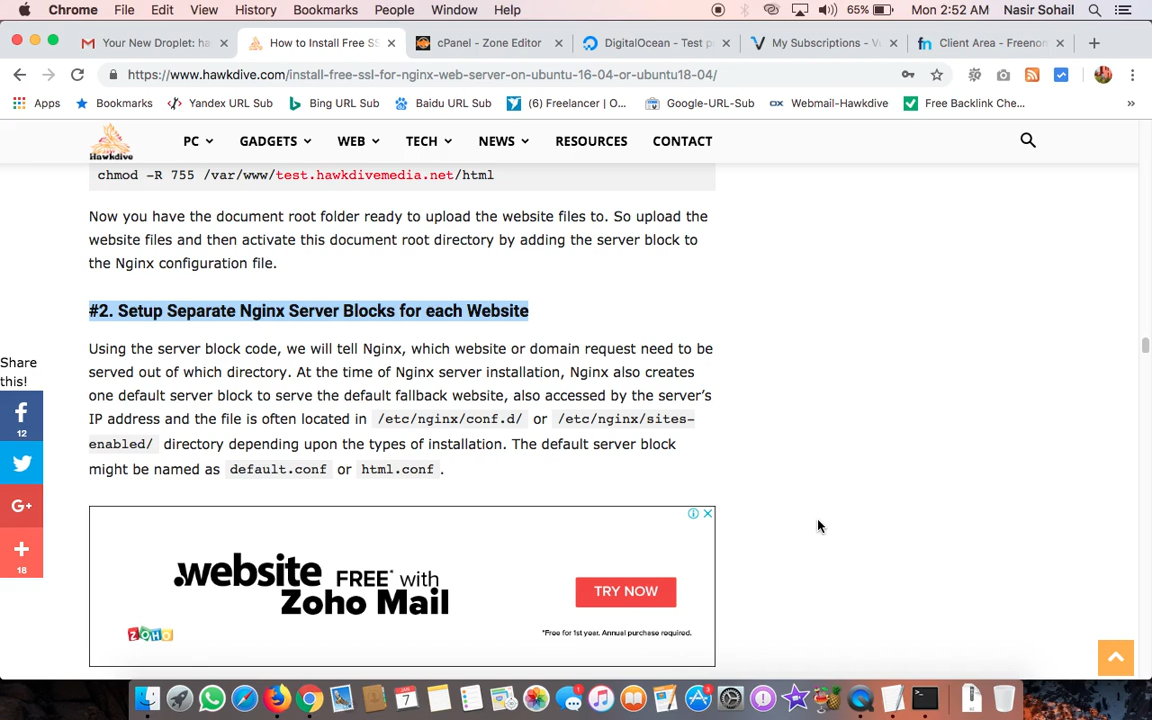 Chrome File Edit View History Bookmarks People Window Help 65% Mon 2:52 AM Nasir Sohail
Your New Droplet: ha
How to Install Free SS
cPanel - Zone Editor
DigitalOcean - Test p
My Subscriptions - V
Client Area - Freenom
https://www.hawkdive.com/install-free-ssl-for-nginx-web-server-on-ubuntu-16-04-or-ubuntu18-04/
Apps Bookmarks Yandex URL Sub Bing URL Sub Baidu URL Sub (6) Freelancer | O... Google-URL-Sub Webmail-Hawkdive Free Backlink Che...
Hawkdive
PC GADGETS WEB TECH NEWS RESOURCES CONTACT
chmod -R 755 /var/www/test.hawkdivemedia.net/html
Now you have the document root folder ready to upload the website files to. So upload the
website files and then activate this document root directory by adding the server block to
the Nginx configuration file.
#2. Setup Separate Nginx Server Blocks for each Website
Using the server block code, we will tell Nginx, which website or domain request need to be
served out of which directory. At the time of Nginx server installation, Nginx also creates
one default server block to serve the default fallback website, also accessed by the server's
IP address and the file is often located in /etc/nginx/conf.d/ or /etc/nginx/sites-
enabled/ directory depending upon the types of installation. The default server block
might be named as default.conf or html.conf .
Share
this!
12
G+
18
.website FREE* with
Zoho Mail
TRY NOW
ZOHO
*Free for 1st year. Annual purchase required.